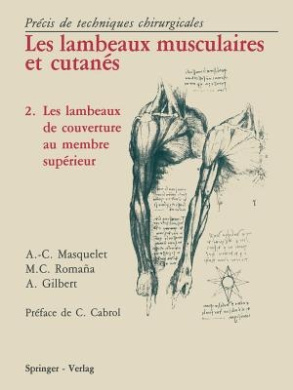 Précis de techniques chirurgicales
Les lambeaux musculaires
et cutanés
2. Les lambeaux
de couverture
au membre
supérieur
A.-C. Masquelet
M.C. Romaña
A. Gilbert
Préface de C. Cabrol
Springer - Verlag